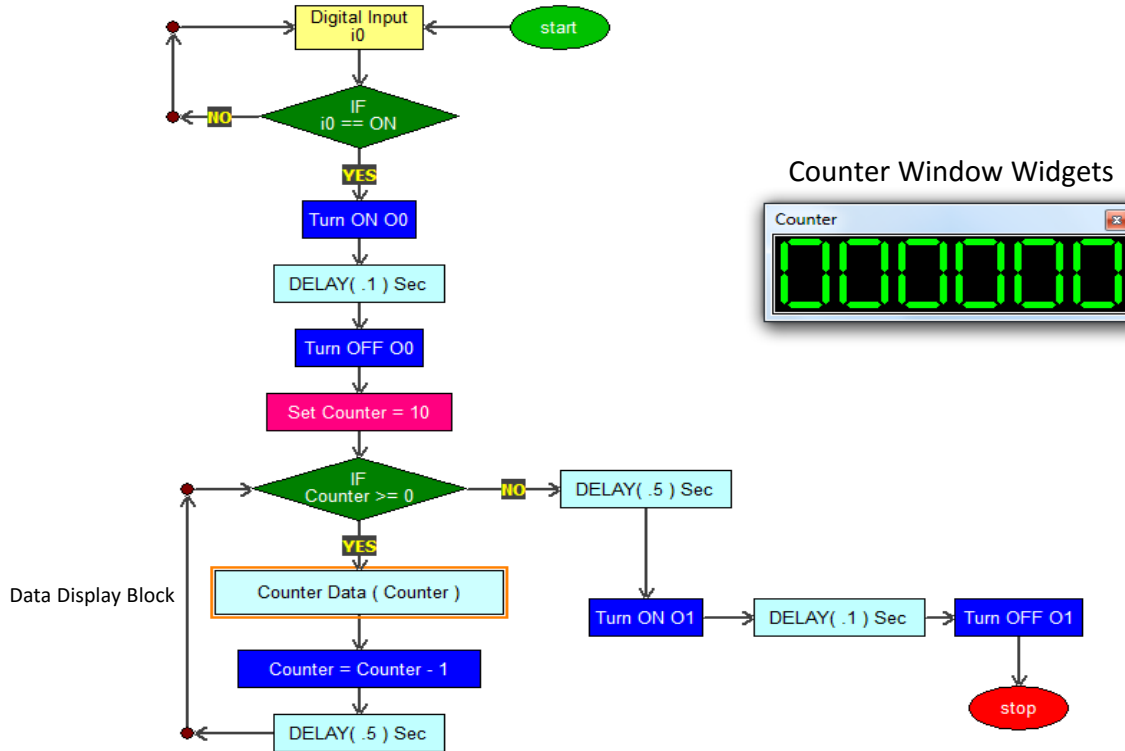 Digital Input
i0
start
IF
i0 == ON
NO
YES
Turn ON O0
DELAY( .1 ) Sec
Turn OFF O0
Set Counter = 10
IF
Counter >= 0
NO
DELAY( .5 ) Sec
YES
Data Display Block
Counter Data ( Counter )
Turn ON O1
DELAY( .1 ) Sec
Turn OFF O1
Counter = Counter - 1
DELAY( .5 ) Sec
stop
Counter Window Widgets
Counter
000000